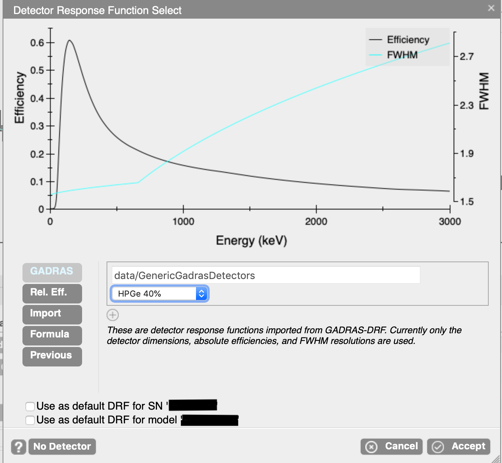 Detector Response Function Select
×
Efficiency
FWHM
0.6
0.5
0.4
0.3
0.2
0.1
0
Efficiency
2.7
2.3
1.9
1.5
FWHM
0
1000
2000
3000
Energy (keV)
GADRAS
Rel. Eff.
Import
Formula
Previous
data/GenericGadrasDetectors
HPGe 40%
These are detector response functions imported from GADRAS-DRF. Currently only the
detector dimensions, absolute efficiencies, and FWHM resolutions are used.
Use as default DRF for SN '
Use as default DRF for model '
? No Detector
Cancel
Accept